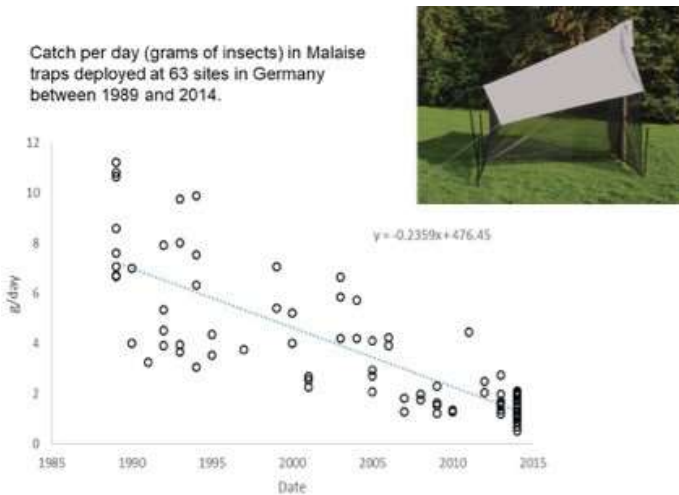 Catch per day (grams of insects) in Malaise
traps deployed at 63 sites in Germany
between 1989 and 2014.
12
10
y = -0.2359x + 476.45
8
g/day
6
4
2
0
1985 1990 1995 2000 2005 2010 2015
Date